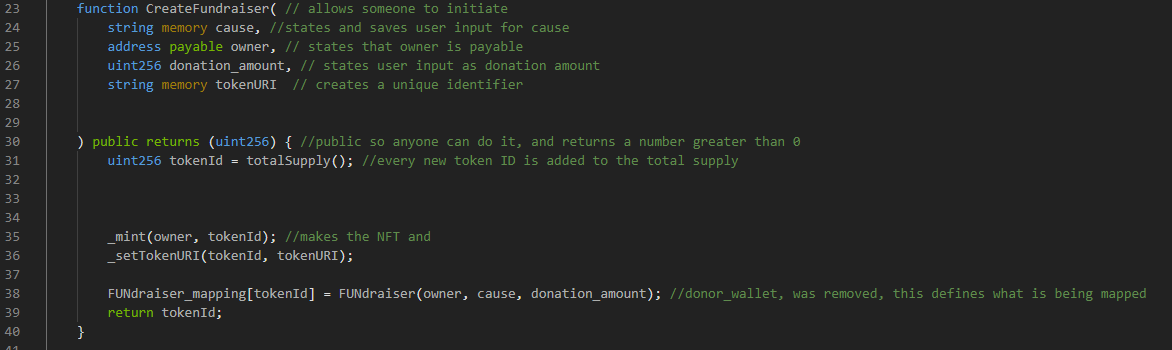 23 function CreateFundraiser( // allows someone to initiate
24 string memory cause, //states and saves user input for cause
25 address payable owner, // states that owner is payable
26 uint256 donation_amount, // states user input as donation amount
27 string memory tokenURI // creates a unique identifier
28
29
30 ) public returns (uint256) { //public so anyone can do it, and returns a number greater than 0
31 uint256 tokenId = totalSupply(); //every new token ID is added to the total supply
32
33
34
35 _mint(owner, tokenId); //makes the NFT and
36 _setTokenURI(tokenId, tokenURI);
37
38 FUNdraiser_mapping[tokenId] = FUNdraiser(owner, cause, donation_amount); //donor_wallet, was removed, this defines what is being mapped
39 return tokenId;
40 }
41